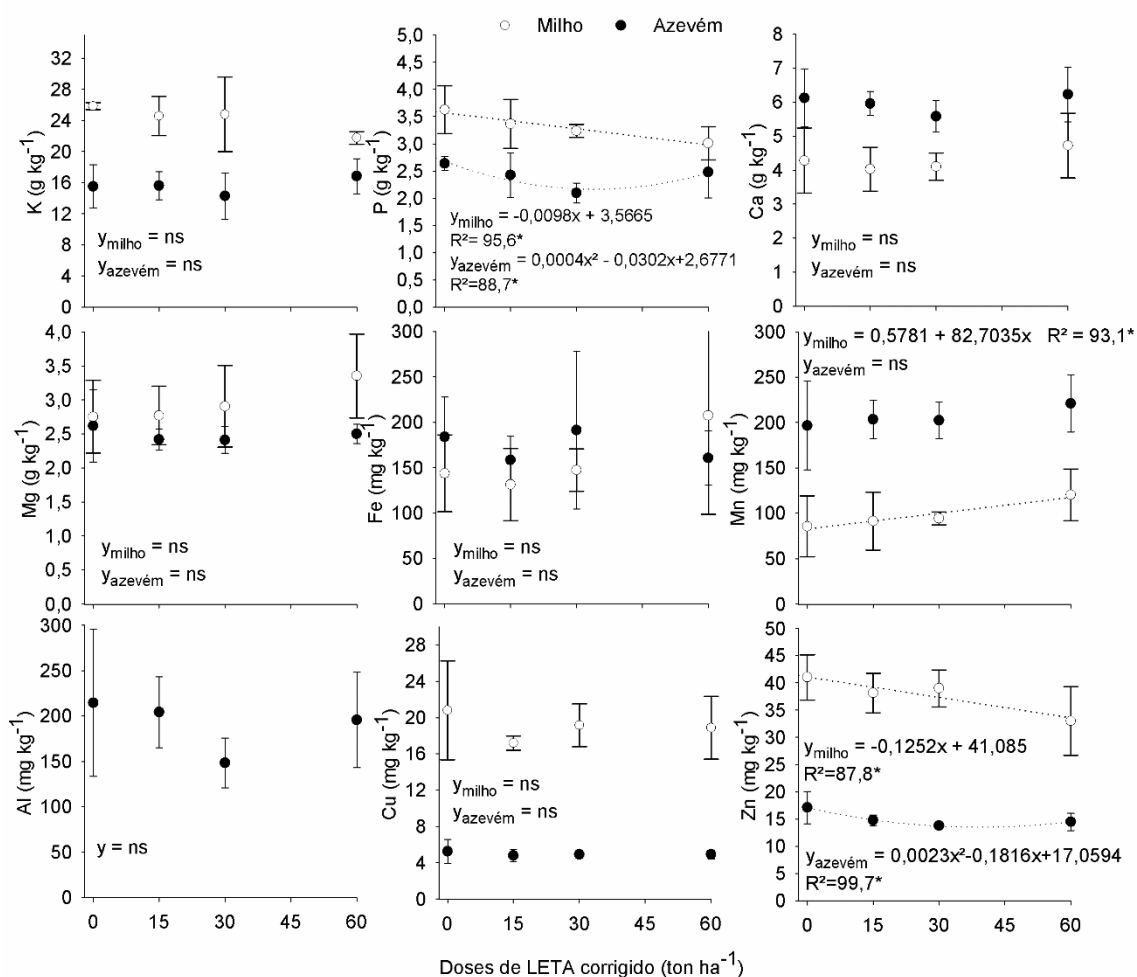 Milho Azevém
K (g kg-1)
32
28
24
20
16
12
8
4
0
ymilho = ns
yazevém = ns
P (g kg-1)
5,0
4,5
4,0
3,5
3,0
2,5
2,0
1,5
1,0
0,5
0,0
ymilho = -0,0098x + 3,5665
R²= 95,6*
yazevém = 0,0004x² - 0,0302x+2,6771
R²=88,7*
Ca (g kg-1)
8
7
6
5
4
3
2
1
0
ymilho = ns
yazevém = ns
Mg (g kg-1)
4,0
3,5
3,0
2,5
2,0
1,5
1,0
0,5
0,0
ymilho = ns
yazevém = ns
Fe (mg kg-1)
300
250
200
150
100
50
0
ymilho = ns
yazevém = ns
Mn (mg kg-1)
300
250
200
150
100
50
0
ymilho = 0,5781 + 82,7035x R² = 93,1*
yazevém = ns
Al (mg kg-1)
250
200
150
100
50
0
y = ns
0 15 30 45 60
Cu (mg kg-1)
28
24
20
16
12
8
4
0
ymilho = ns
yazevém = ns
0 15 30 45 60
Zn (mg kg-1)
50
45
40
35
30
25
20
15
10
5
0
ymilho = -0,1252x + 41,085
R²=87,8*
yazevém = 0,0023x²-0,1816x+17,0594
R²=99,7*
0 15 30 45 60
Doses de LETA corrigido (ton ha-1)